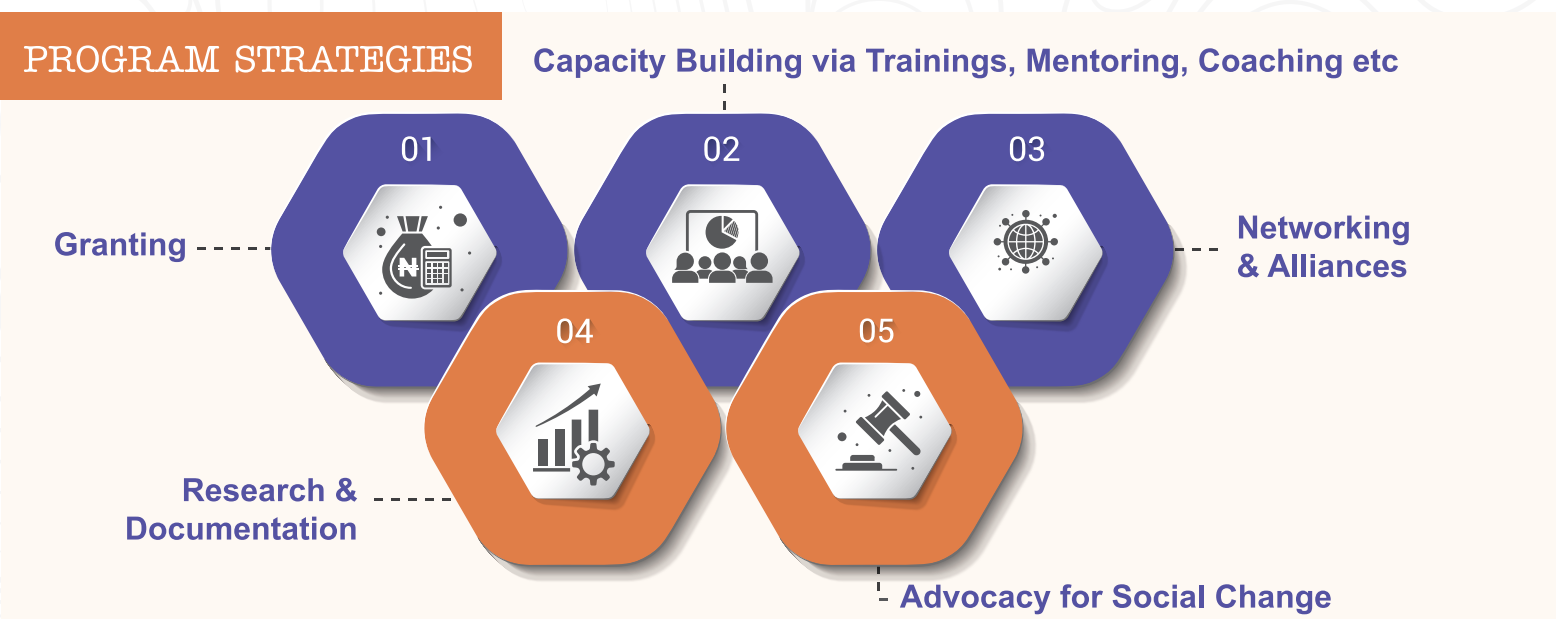 PROGRAM STRATEGIES
Capacity Building via Trainings, Mentoring, Coaching etc
01
02
03
Granting
₦
Networking
& Alliances
04
05
Research &
Documentation
Advocacy for Social Change